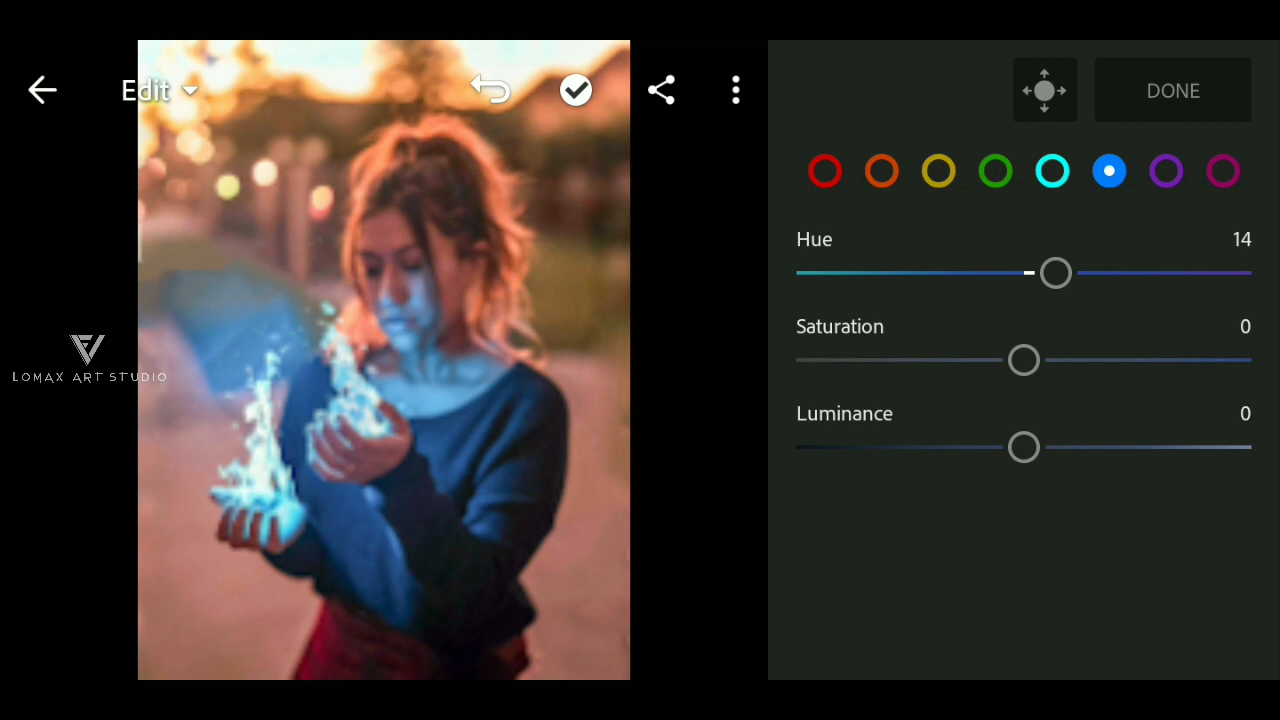 Edit
DONE
Hue 14
Saturation 0
Luminance 0
LOMAX ART STUDIO